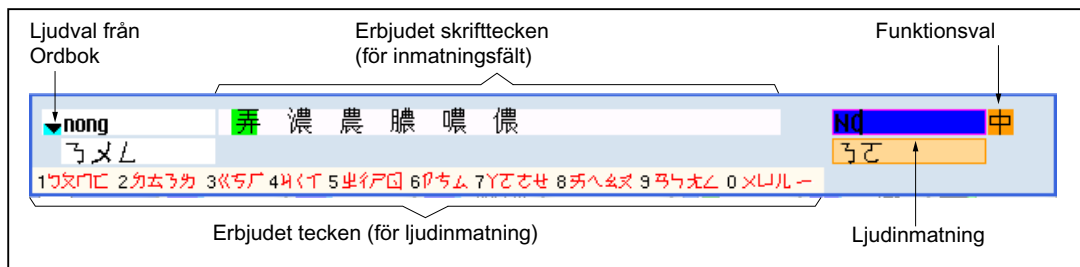 Ljudval från
Ordbok
Erbjudet skrifttecken
(för inmatningsfält)
Funktionsval
nong
弄 濃 農 膿 噥 儂
中
ㄋㄨㄥ
ㄋㄛ
1ㄅㄆㄇㄈ 2ㄉㄊㄋㄌ 3ㄍㄎㄏ 4ㄐㄑㄒ 5ㄓㄔㄕㄖ 6ㄗㄘㄙ 7ㄚㄛㄜㄝ 8ㄞㄟㄠㄡ 9ㄢㄣㄤㄥ 0ㄨㄩㄦㄧ
Erbjudet tecken (för ljudinmatning)
Ljudinmatning